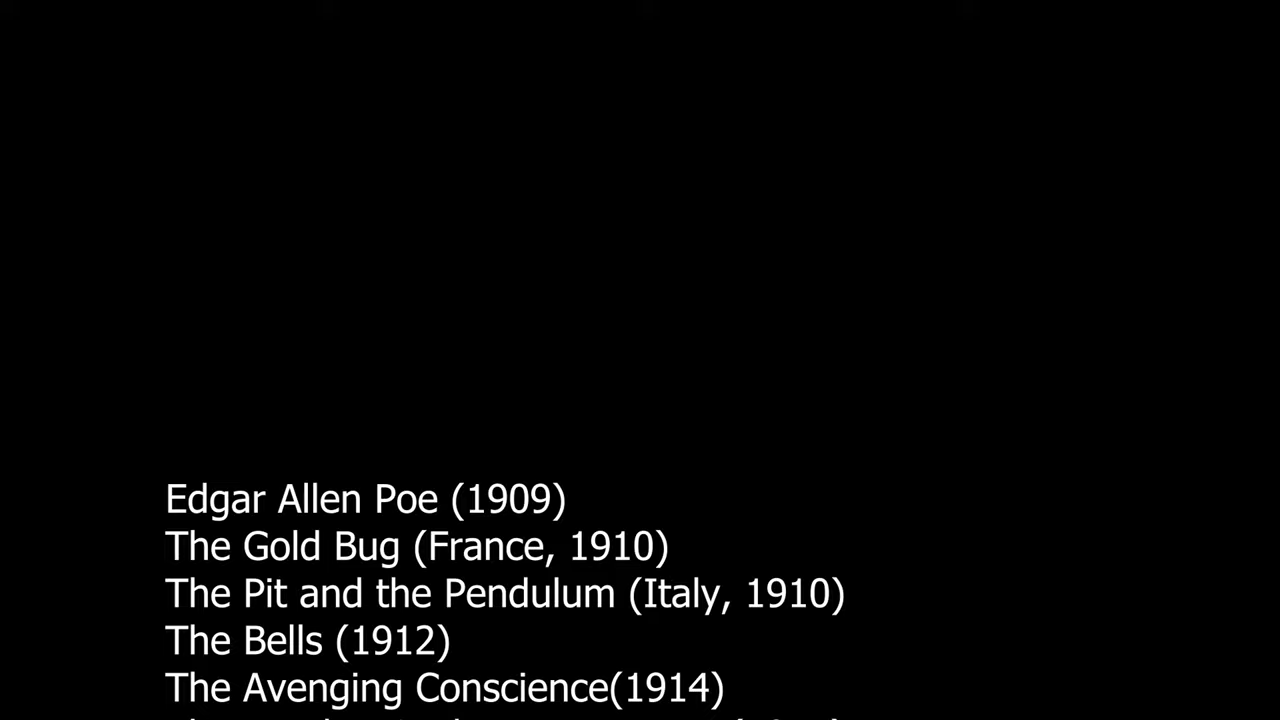 Edgar Allen Poe (1909)
The Gold Bug (France, 1910)
The Pit and the Pendulum (Italy, 1910)
The Bells (1912)
The Avenging Conscience(1914)